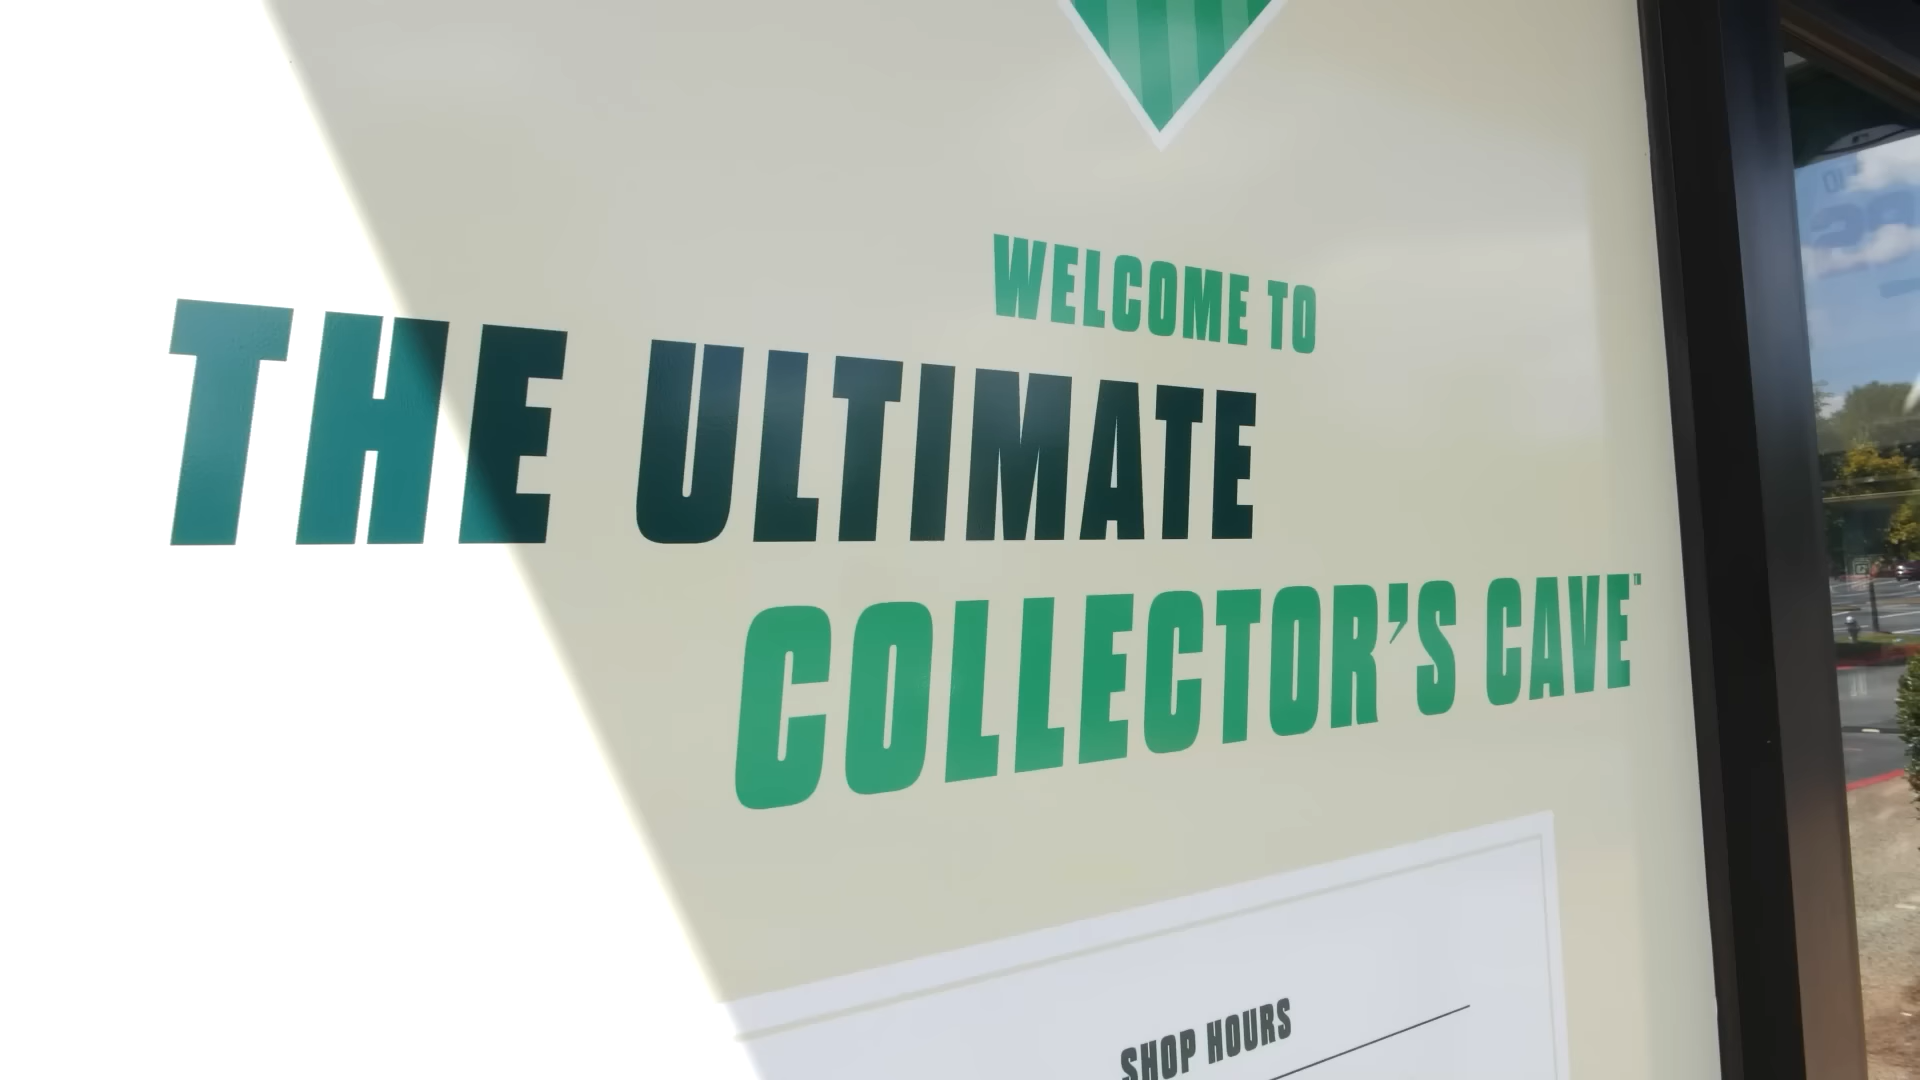 WELCOME TO
THE ULTIMATE
COLLECTOR'S CAVE™
SHOP HOURS